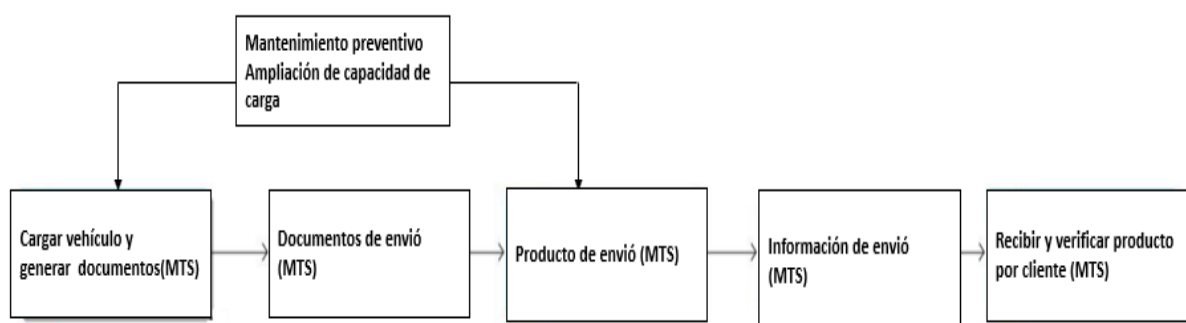 Mantenimiento preventivo
Ampliación de capacidad de
carga
Cargar vehículo y
generar documentos(MTS)
Documentos de envió
(MTS)
Producto de envió (MTS)
Información de envió
(MTS)
Recibir y verificar producto
por cliente (MTS)